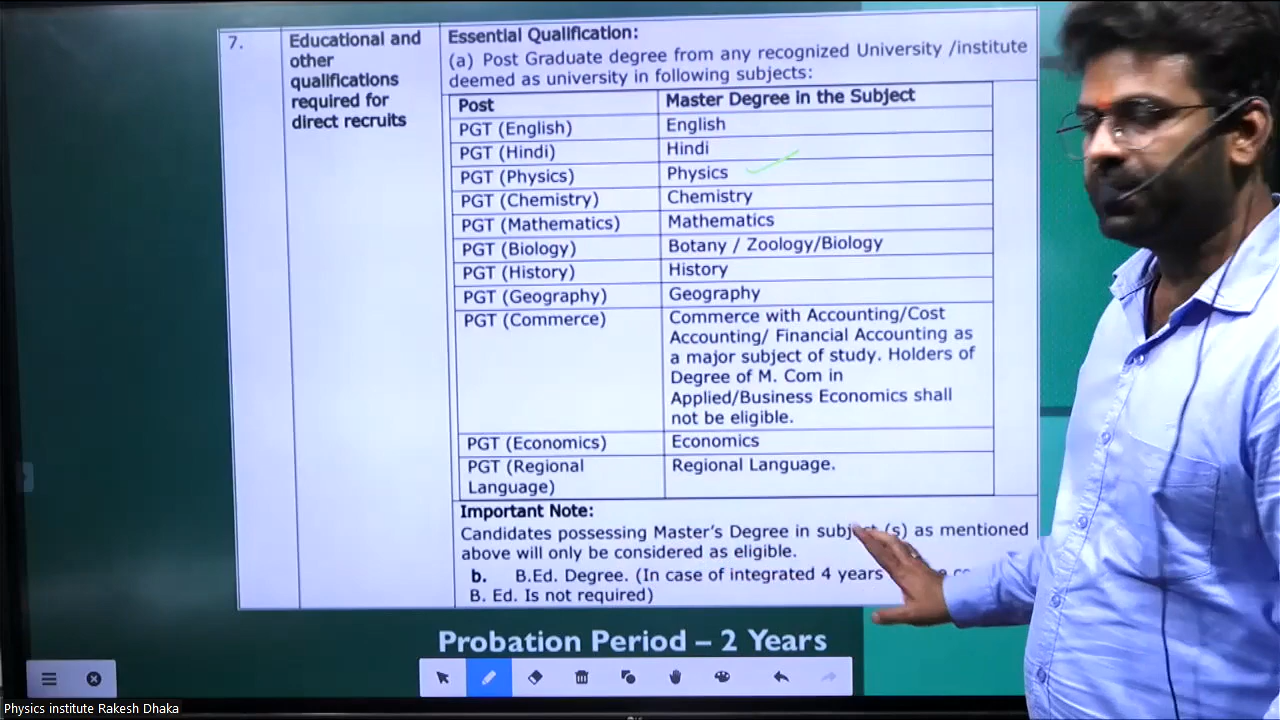 7.
Educational and
other
qualifications
required for
direct recruits
Essential Qualification:
(a) Post Graduate degree from any recognized University /institute
deemed as university in following subjects:
Post Master Degree in the Subject
PGT (English) English
PGT (Hindi) Hindi
PGT (Physics) Physics
PGT (Chemistry) Chemistry
PGT (Mathematics) Mathematics
PGT (Biology) Botany / Zoology/Biology
PGT (History) History
PGT (Geography) Geography
PGT (Commerce) Commerce with Accounting/Cost
Accounting/ Financial Accounting as
a major subject of study. Holders of
Degree of M. Com in
Applied/Business Economics shall
not be eligible.
PGT (Economics) Economics
PGT (Regional Regional Language.
Language)
Important Note:
Candidates possessing Master's Degree in (s) as mentioned
above will only be considered as eligible.
b. B.Ed. Degree. (In case of integrated 4 years
B. Ed. Is not required)
Probation Period – 2 Years
Physics institute Rakesh Dhaka